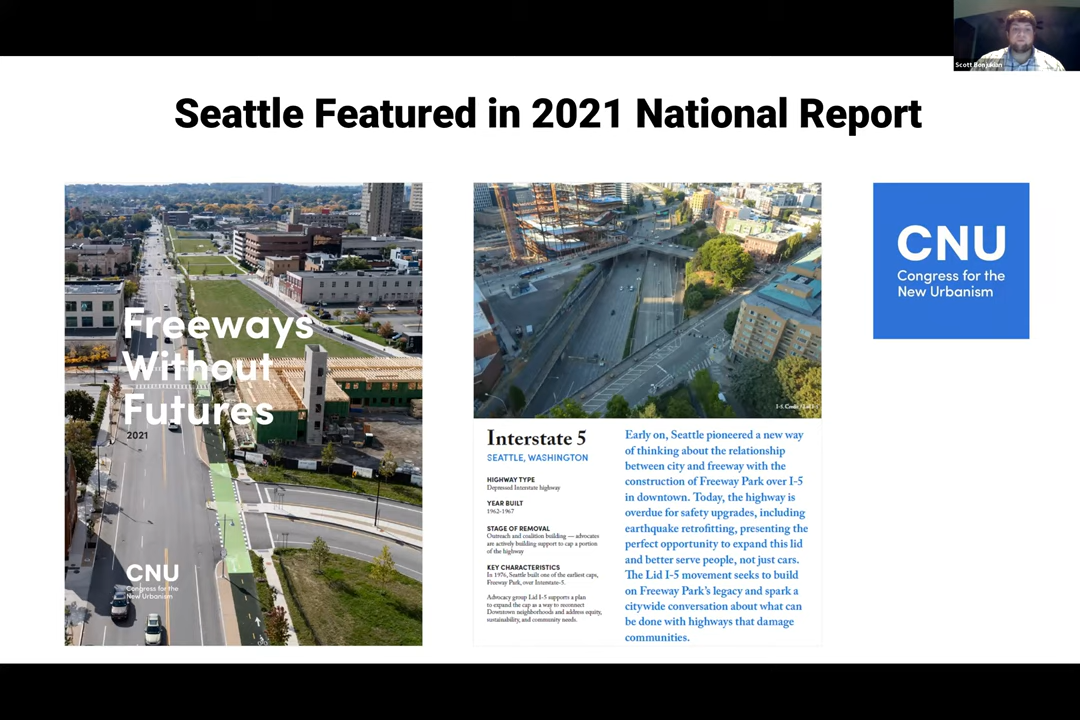 Scott Bonjukian
Seattle Featured in 2021 National Report
Freeways
Without
Futures
2021
CNU
Congress for the
New Urbanism
I-5. Credit:
Interstate 5
SEATTLE, WASHINGTON
HIGHWAY TYPE
Depressed Interstate highway
YEAR BUILT
1962-1967
STAGE OF REMOVAL
Outreach and coalition building — advocates
are actively building support to cap a portion
of the highway
KEY CHARACTERISTICS
In 1976, Seattle built one of the earliest caps,
Freeway Park, over Interstate-5.
Advocacy group Lid I-5 supports a plan
to expand the cap as a way to reconnect
Downtown neighborhoods and address equity,
sustainability, and community needs.
Early on, Seattle pioneered a new way
of thinking about the relationship
between city and freeway with the
construction of Freeway Park over I-5
in downtown. Today, the highway is
overdue for safety upgrades, including
earthquake retrofitting, presenting the
perfect opportunity to expand this lid
and better serve people, not just cars.
The Lid I-5 movement seeks to build
on Freeway Park's legacy and spark a
citywide conversation about what can
be done with highways that damage
communities.
CNU
Congress for the
New Urbanism